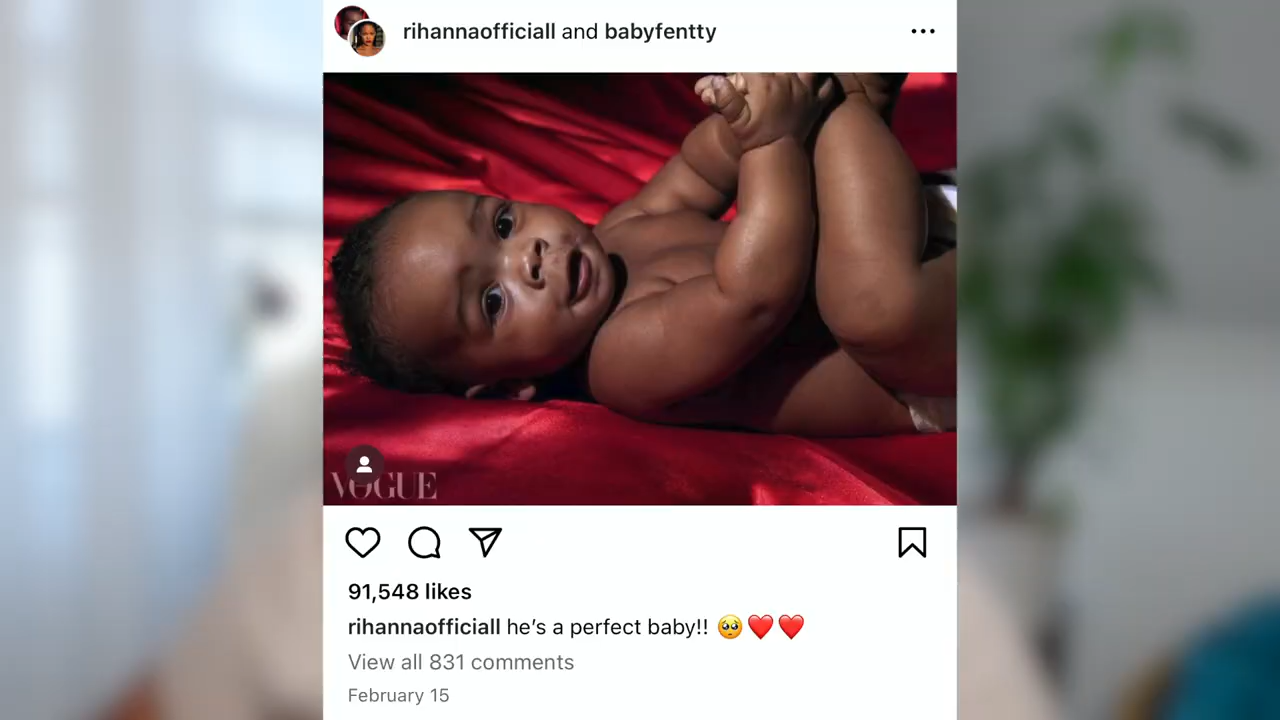 rihannaofficiall and babyfentty
VOGUE
91,548 likes
rihannaofficiall he's a perfect baby!! 🥺❤️❤️
View all 831 comments
February 15